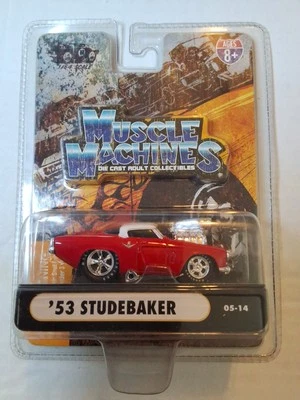 AGES
8+
MUSCLE
MACHINES
DIE CAST ADULT COLLECTIBLES
'53 STUDEBAKER
05-14